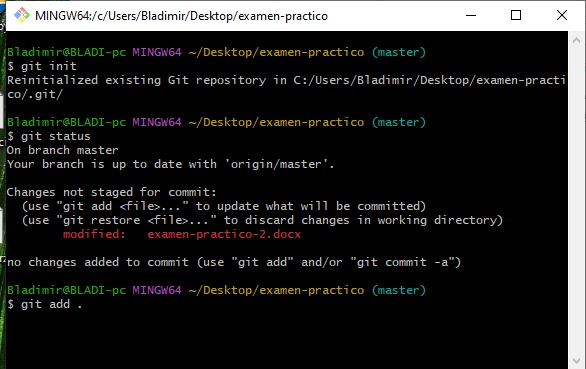 MINGW64:/c/Users/Bladimir/Desktop/examen-practico
Bladimir@BLADI-pc MINGW64 ~/Desktop/examen-practico (master)
$ git init
Reinitialized existing Git repository in C:/Users/Bladimir/Desktop/examen-practi
co/.git/
Bladimir@BLADI-pc MINGW64 ~/Desktop/examen-practico (master)
$ git status
On branch master
Your branch is up to date with 'origin/master'.
Changes not staged for commit:
(use "git add <file>..." to update what will be committed)
(use "git restore <file>..." to discard changes in working directory)
modified: examen-practico-2.docx
no changes added to commit (use "git add" and/or "git commit -a")
Bladimir@BLADI-pc MINGW64 ~/Desktop/examen-practico (master)
$ git add .